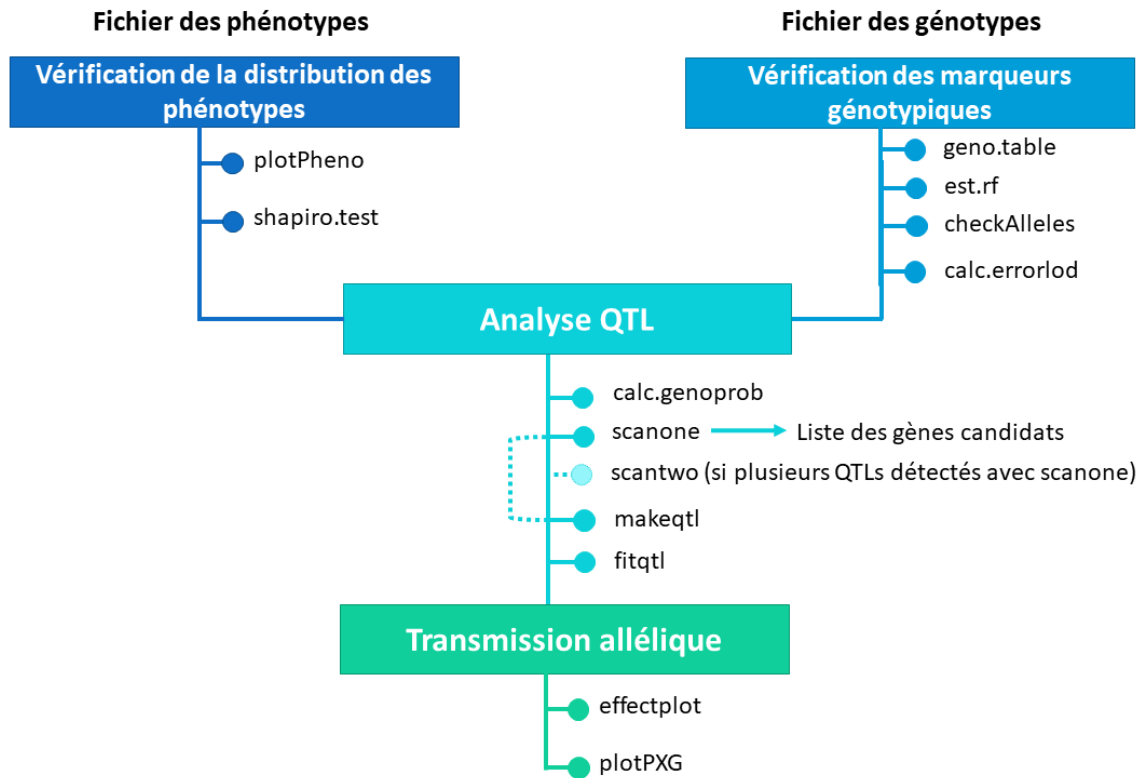 Fichier des phénotypes
Vérification de la distribution des
phénotypes
plotPheno
shapiro.test
Fichier des génotypes
Vérification des marqueurs
génotypiques
geno.table
est.rf
checkAlleles
calc.errorlod
Analyse QTL
calc.genoprob
scanone
Liste des gènes candidats
scantwo (si plusieurs QTLs détectés avec scanone)
makeqtl
fitqtl
Transmission allélique
effectplot
plotPXG